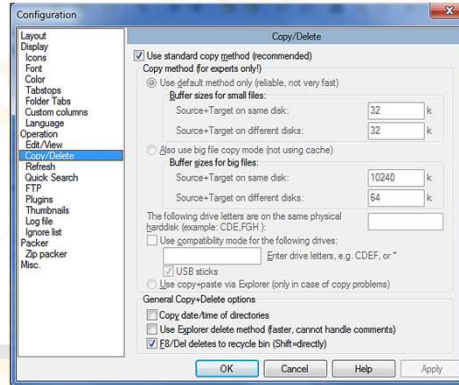 Configuration
Layout
Display
Icons
Font
Color
Tabstops
Folder Tabs
Custom columns
Language
Operation
Edit/View
Copy/Delete
Refresh
Quick Search
FTP
Plugins
Thumbnails
Log file
Ignore list
Packer
Zip packer
Misc.
Copy/Delete
Use standard copy method (recommended)
Copy method (for experts only!)
Use default method only (reliable, not very fast)
Buffer sizes for small files:
Source+Target on same disk: 32 k
Source+Target on different disks: 32 k
Also use big file copy mode (not using cache)
Buffer sizes for big files:
Source+Target on same disk: 10240 k
Source+Target on different disks: 64 k
The following drive letters are on the same physical
harddisk (example: CDE,FGH ):
Use compatibility mode for the following drives:
Enter drive letters, e.g. CDEF, or *
USB sticks
Use copy+paste via Explorer (only in case of copy problems)
General Copy+Delete options
Copy date/time of directories
Use Explorer delete method (faster, cannot handle comments)
F8/Del deletes to recycle bin (Shift=directly)
OK Cancel Help Apply